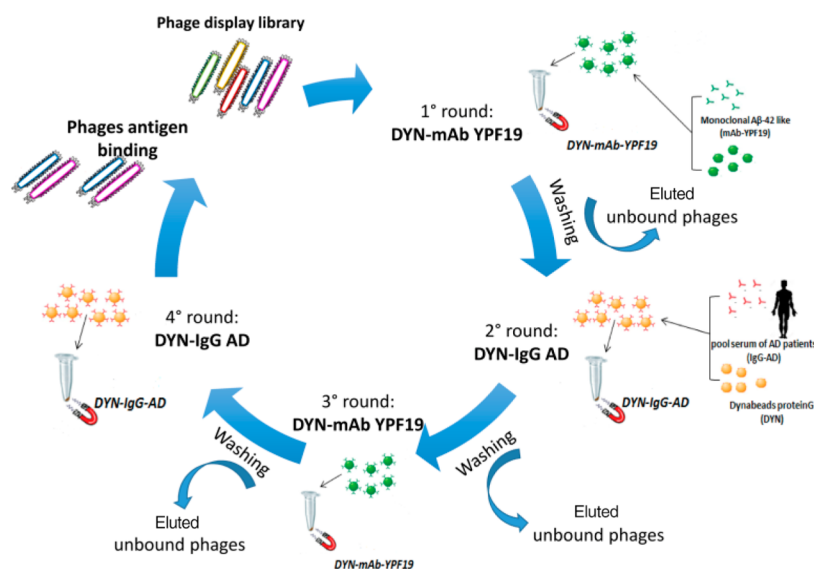 Phage display library
Phages antigen
binding
1° round:
DYN-mAb YPF19
DYN-mAb-YPF19
Monoclonal Aβ-42 like
(mAb-YPF19)
Washing
Eluted
unbound phages
2° round:
DYN-IgG AD
DYN-IgG-AD
pool serum of AD patients
(IgG-AD)
Dynabeads proteinG
(DYN)
Washing
Eluted
unbound phages
3° round:
DYN-mAb YPF19
DYN-mAb-YPF19
Washing
Eluted
unbound phages
4° round:
DYN-IgG AD
DYN-IgG-AD